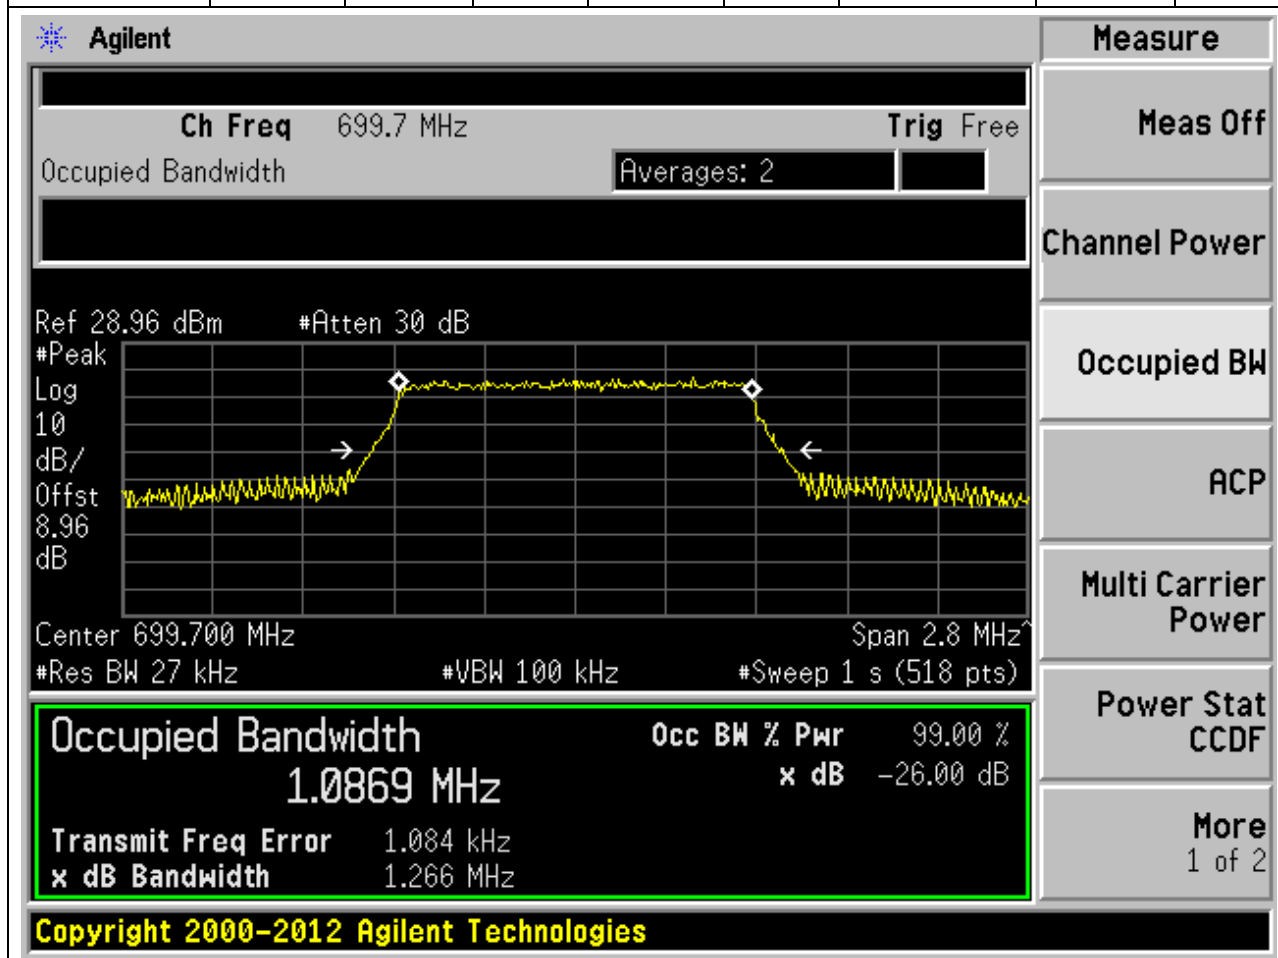 Agilent
Measure
Ch Freq 699.7 MHz Trig Free
Meas Off
Occupied Bandwidth Averages: 2
Channel Power
Ref 28.96 dBm #Atten 30 dB
#Peak
Log
10
dB/
Offst
8.96
dB
Occupied BW
ACP
Multi Carrier
Power
Center 699.700 MHz Span 2.8 MHz^
#Res BW 27 kHz #VBW 100 kHz #Sweep 1 s (518 pts)
Occupied Bandwidth Occ BW % Pwr 99.00 %
1.0869 MHz x dB -26.00 dB
Transmit Freq Error 1.084 kHz
x dB Bandwidth 1.266 MHz
Power Stat
CCDF
More
1 of 2
Copyright 2000-2012 Agilent Technologies